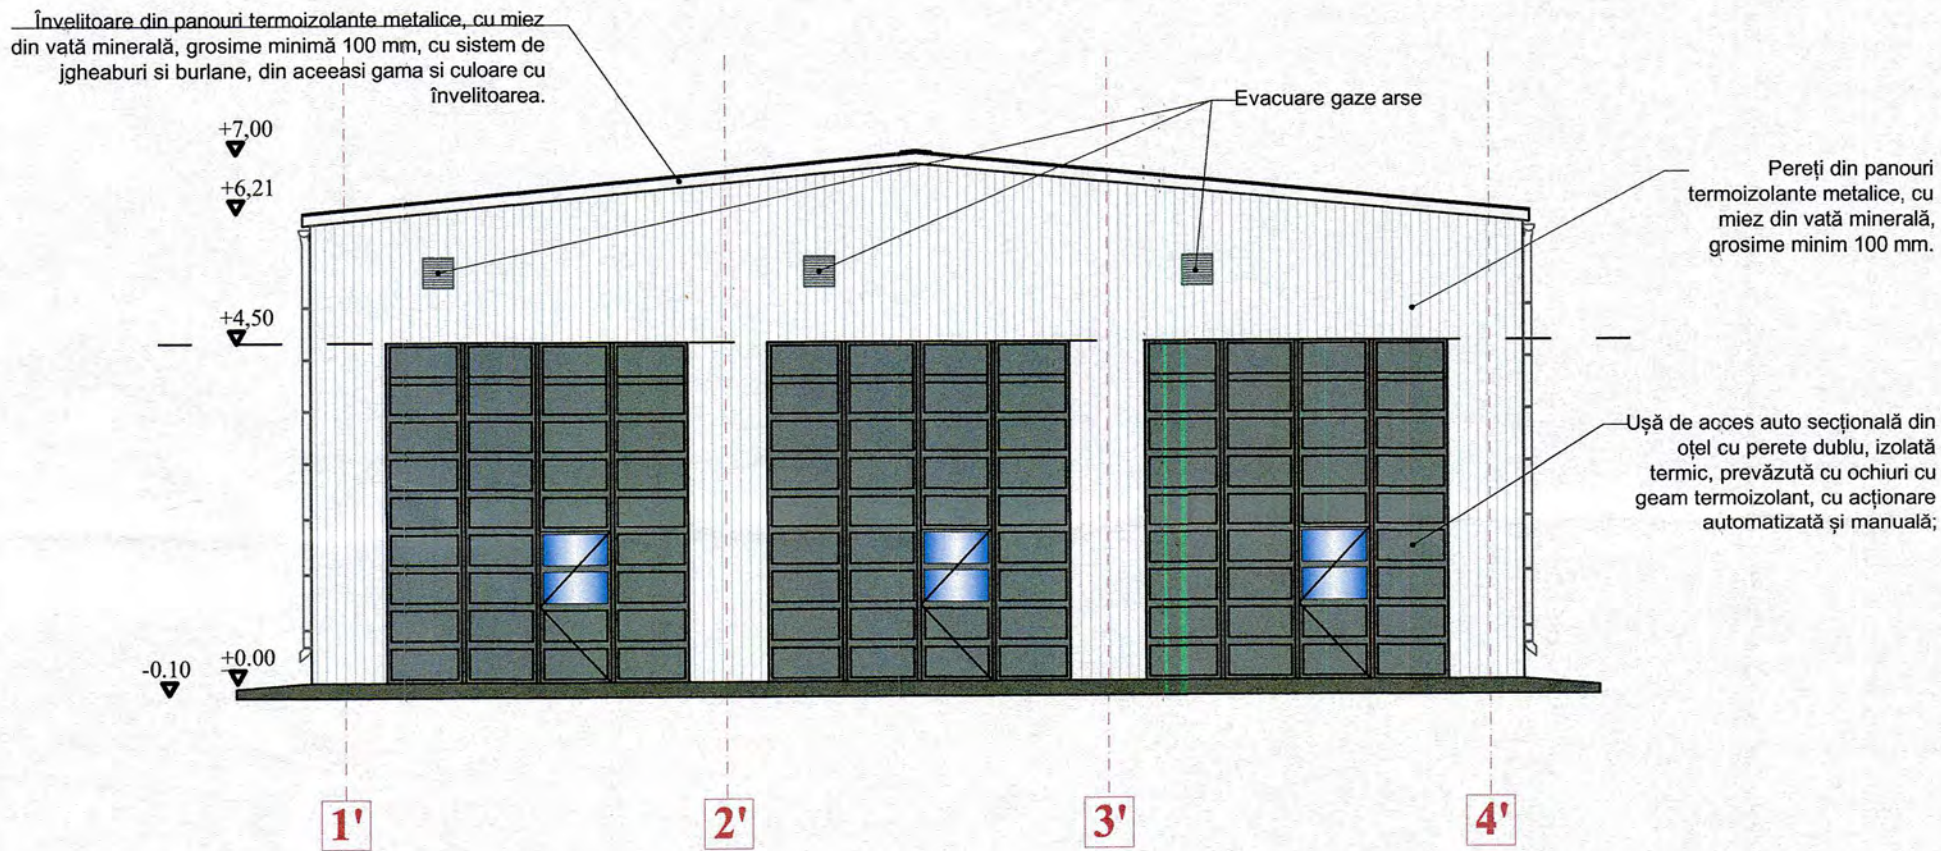 Învelitoare din panouri termoizolante metalice, cu miez
din vată minerală, grosime minimă 100 mm, cu sistem de
jgheaburi si burlane, din aceeasi gama si culoare cu
învelitoarea.
Evacuare gaze arse
+7,00
+6,21
Pereți din panouri
termoizolante metalice, cu
miez din vată minerală,
grosime minim 100 mm.
+4,50
Ușă de acces auto secțională din
oțel cu perete dublu, izolată
termic, prevăzută cu ochiuri cu
geam termoizolant, cu acționare
automatizată și manuală;
-0.10
+0.00
1'
2'
3'
4'